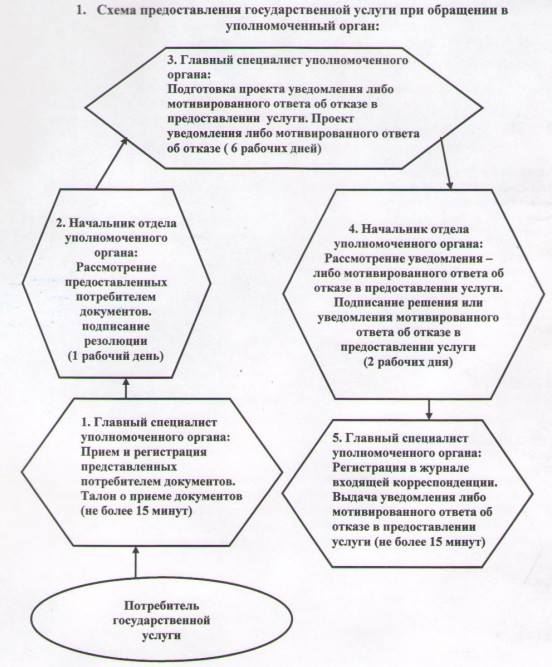 1. Схема предоставления государственной услуги при обращении в
уполномоченный орган:
3. Главный специалист уполномоченного
органа:
Подготовка проекта уведомления либо
мотивированного ответа об отказе в
предоставлении услуги. Проект
уведомления либо мотивированного ответа
об отказе ( 6 рабочих дней)
2. Начальник отдела
уполномоченного
органа:
Рассмотрение
предоставленных
потребителем
документов.
подписание
резолюции
(1 рабочий день)
4. Начальник отдела
уполномоченного органа:
Рассмотрение уведомления –
либо мотивированного ответа об
отказе в предоставлении услуги.
Подписание решения или
уведомления мотивированного
ответа об отказе в
предоставлении услуги
(2 рабочих дня)
1. Главный специалист
уполномоченного органа:
Прием и регистрация
представленных
потребителем документов.
Талон о приеме документов
(не более 15 минут)
5. Главный специалист
уполномоченного органа:
Регистрация в журнале
входящей корреспонденции.
Выдача уведомления либо
мотивированного ответа об
отказе в предоставлении
услуги (не более 15 минут)
Потребитель
государственной
услуги